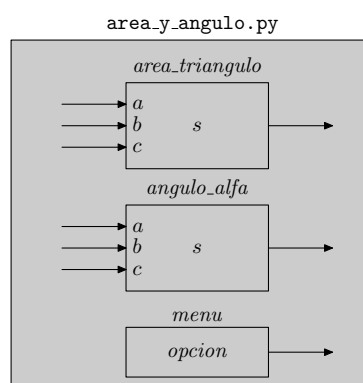 area_y_angulo.py
area_triangulo
a
b s
c
angulo_alfa
a
b s
c
menu
opcion